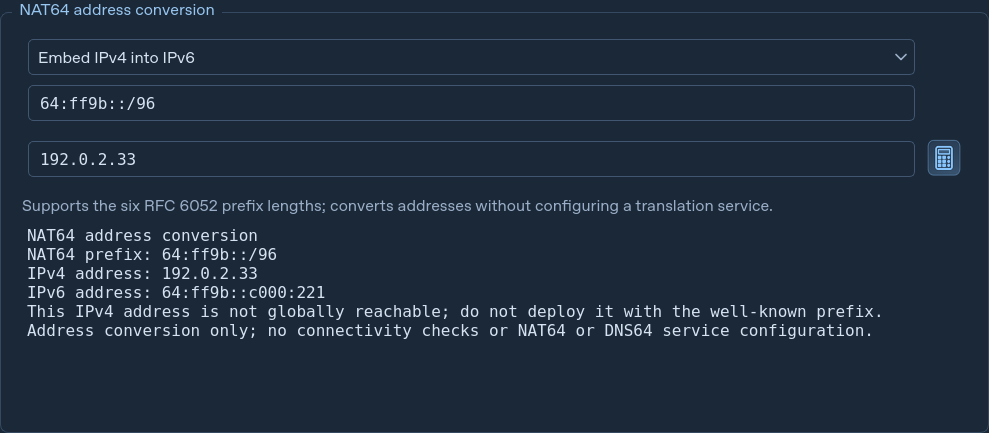 NAT64 address conversion
Embed IPv4 into IPv6
64:ff9b::/96
192.0.2.33
Supports the six RFC 6052 prefix lengths; converts addresses without configuring a translation service.
NAT64 address conversion
NAT64 prefix: 64:ff9b::/96
IPv4 address: 192.0.2.33
IPv6 address: 64:ff9b::c000:221
This IPv4 address is not globally reachable; do not deploy it with the well-known prefix.
Address conversion only; no connectivity checks or NAT64 or DNS64 service configuration.